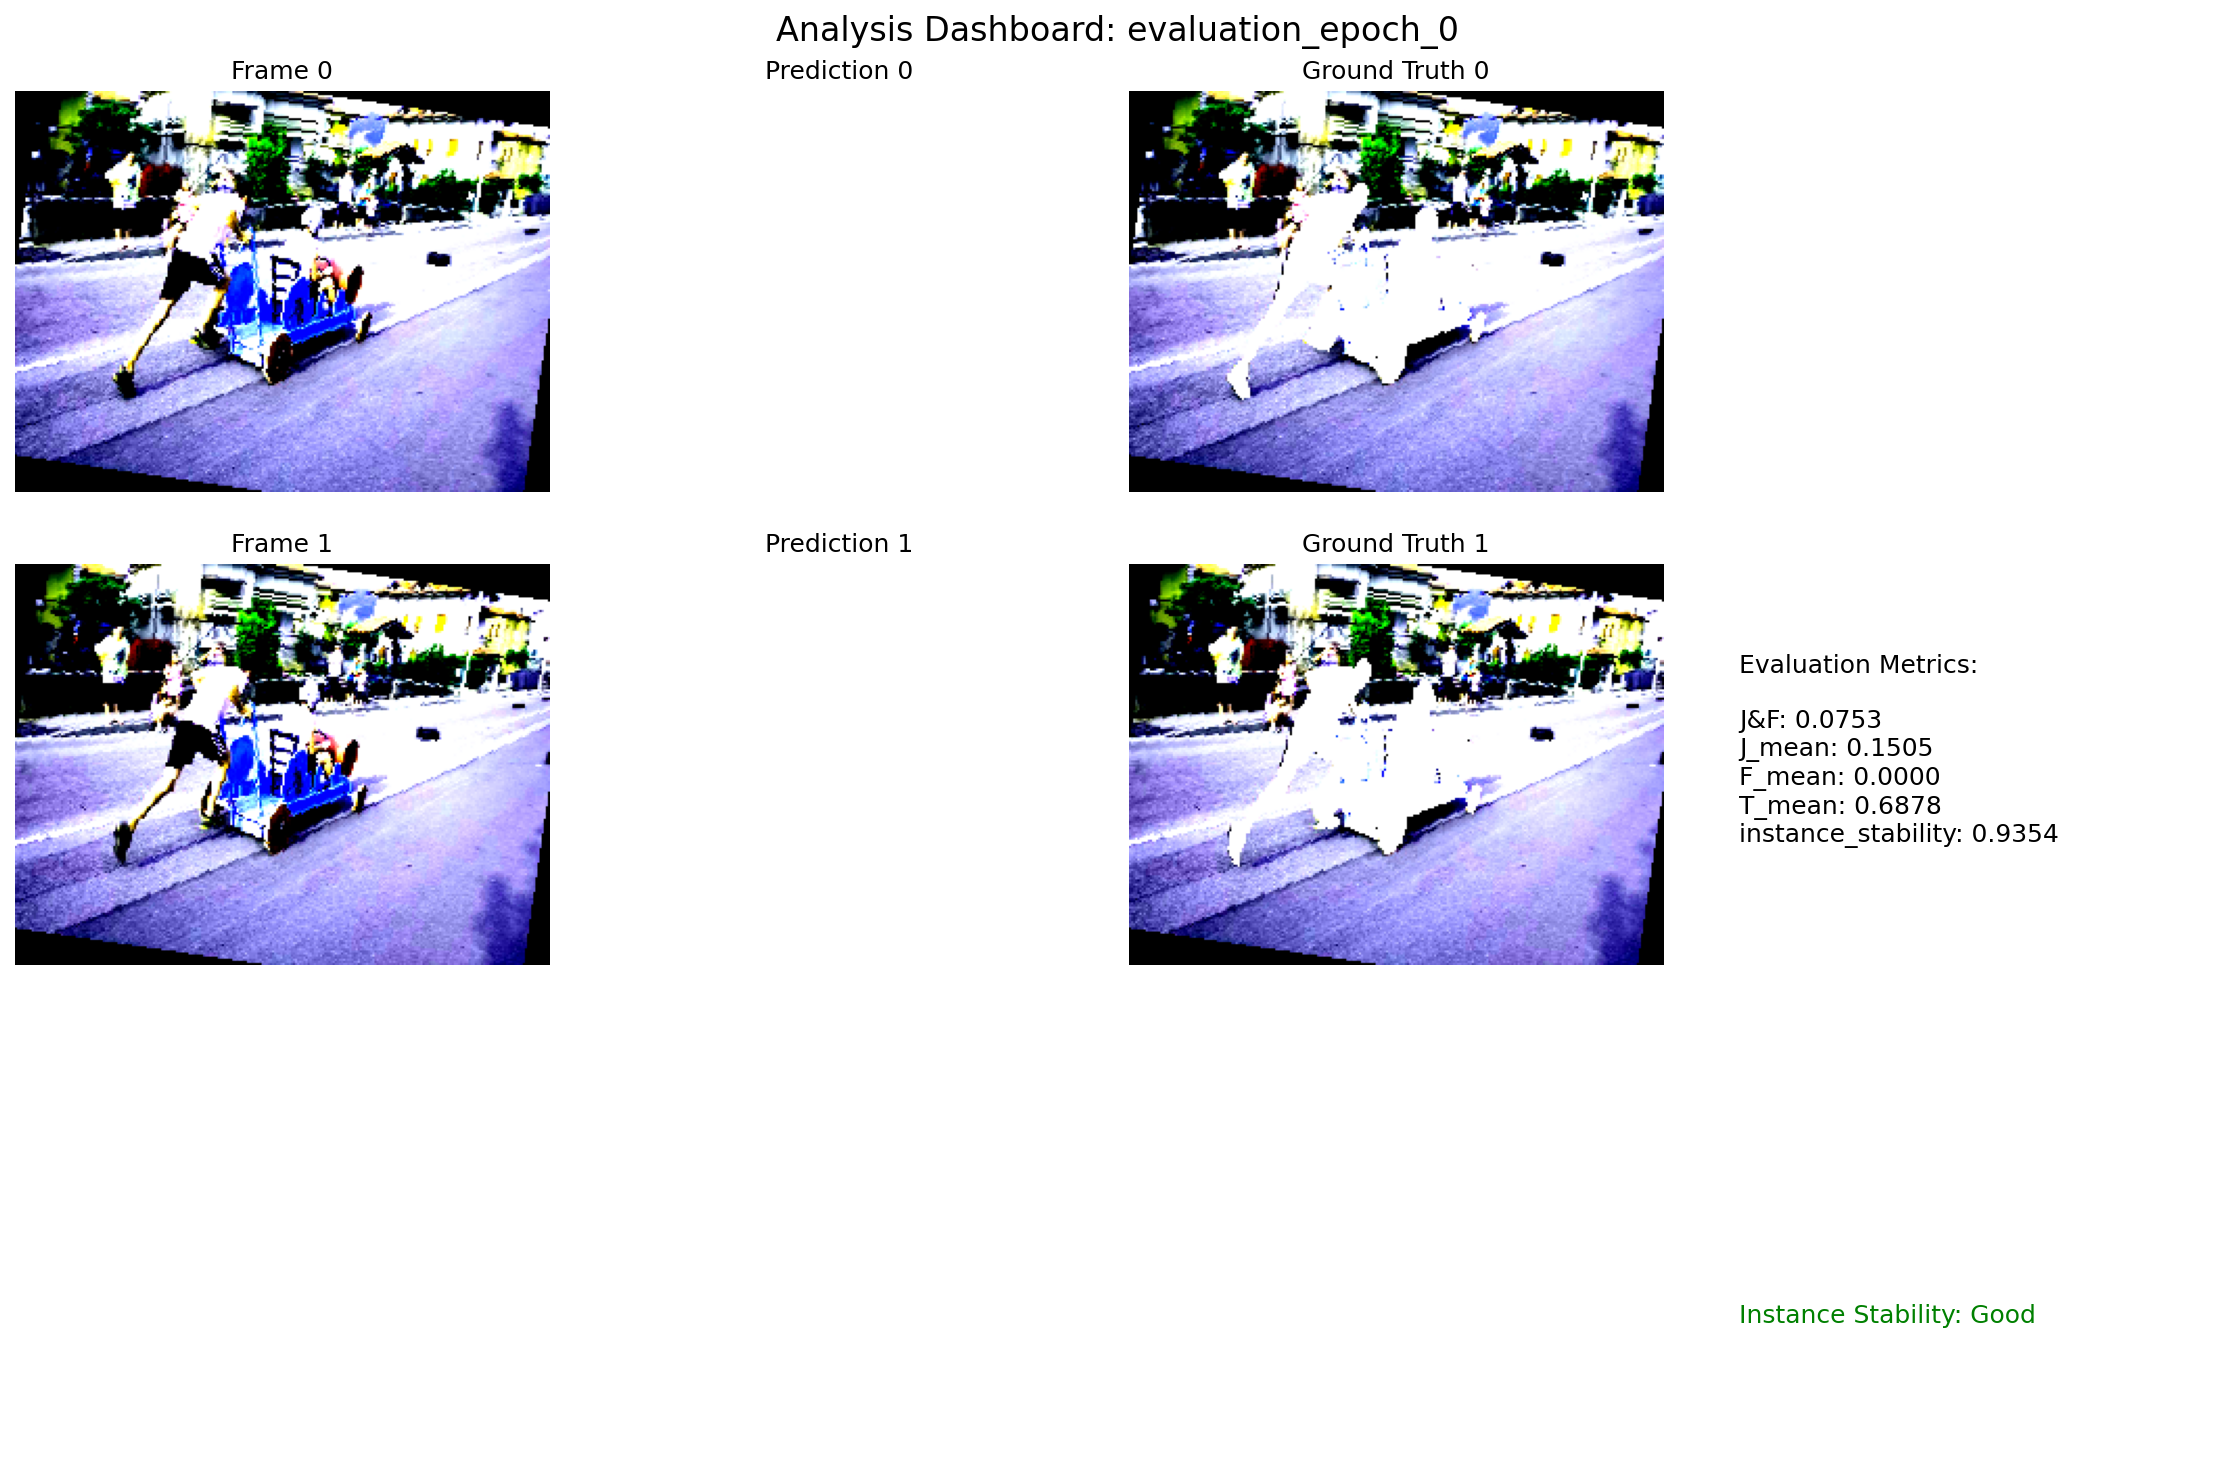 Analysis Dashboard: evaluation_epoch_0
Frame 0
Prediction 0
Ground Truth 0
Frame 1
Prediction 1
Ground Truth 1
Evaluation Metrics:
J&F: 0.0753
J_mean: 0.1505
F_mean: 0.0000
T_mean: 0.6878
instance_stability: 0.9354
Instance Stability: Good